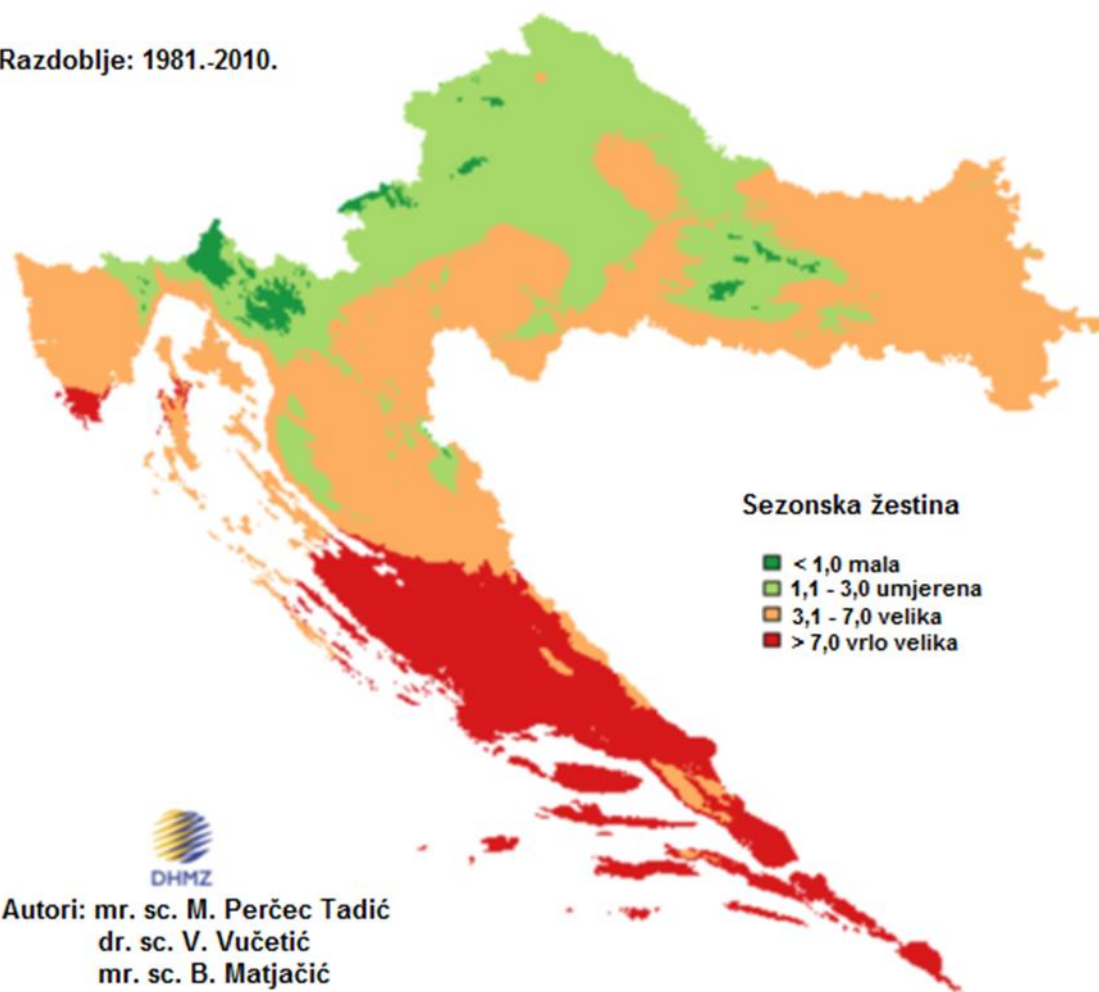 Razdoblje: 1981.-2010.
Sezonska žestina
< 1,0 mala
1,1 - 3,0 umjerena
3,1 - 7,0 velika
> 7,0 vrlo velika
DHMZ
Autori: mr. sc. M. Perčec Tadić
dr. sc. V. Vučetić
mr. sc. B. Matjačić